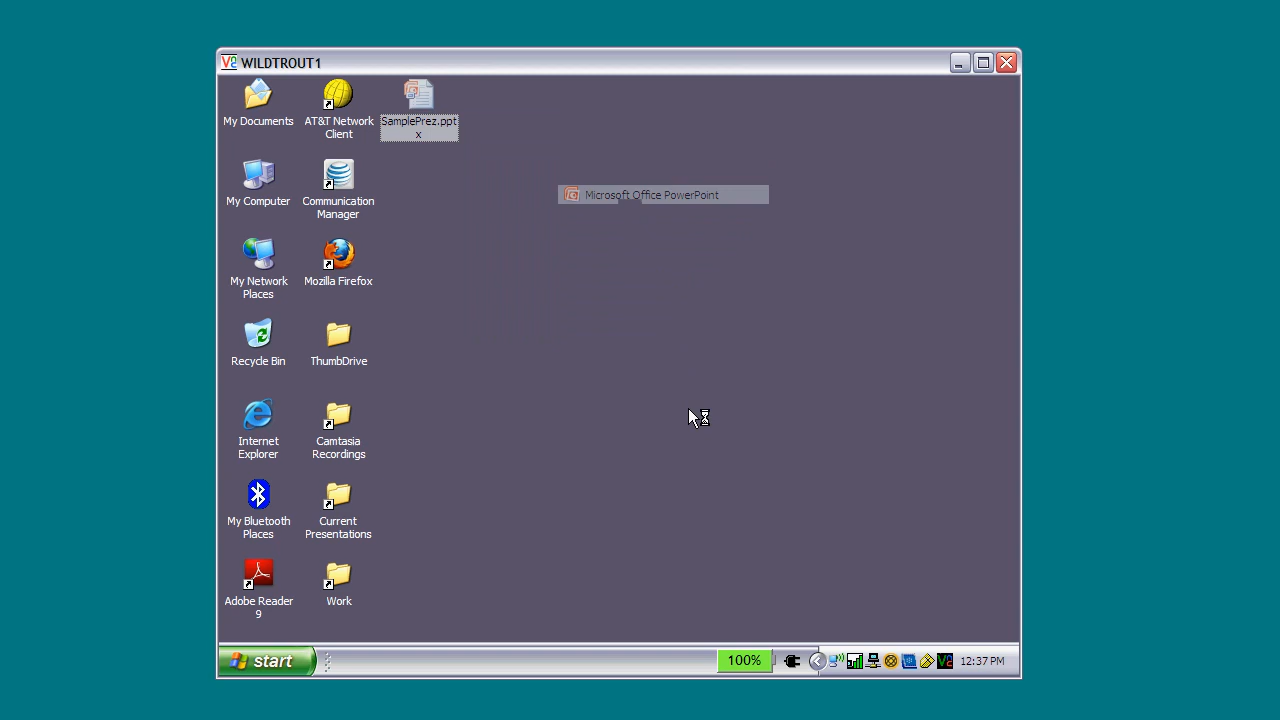 WILDTROUT1
My Documents
AT&T Network
Client
SamplePrez.ppt
x
My Computer
Communication
Manager
Microsoft Office PowerPoint
My Network
Places
Mozilla Firefox
Recycle Bin
ThumbDrive
Internet
Explorer
Camtasia
Recordings
My Bluetooth
Places
Current
Presentations
Adobe Reader
9
Work
start
100%
12:37 PM